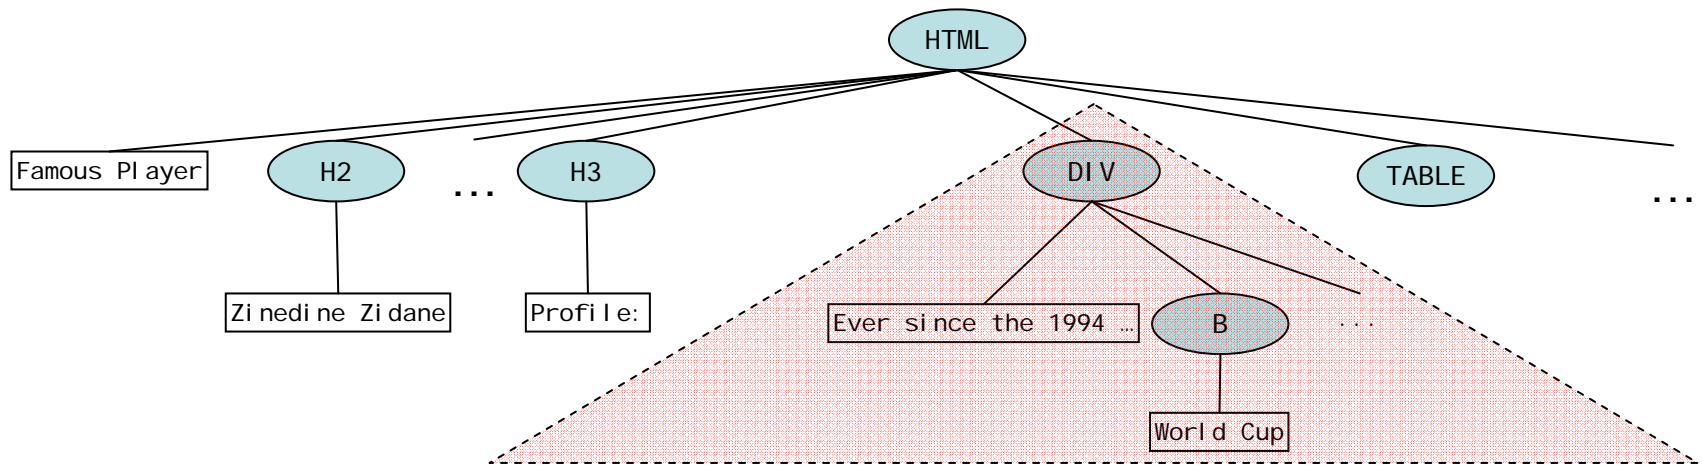 HTML
Famous Player
H2
...
H3
DIV
TABLE
...
Zinedine Zidane
Profile:
Ever since the 1994 …
B
...
World Cup